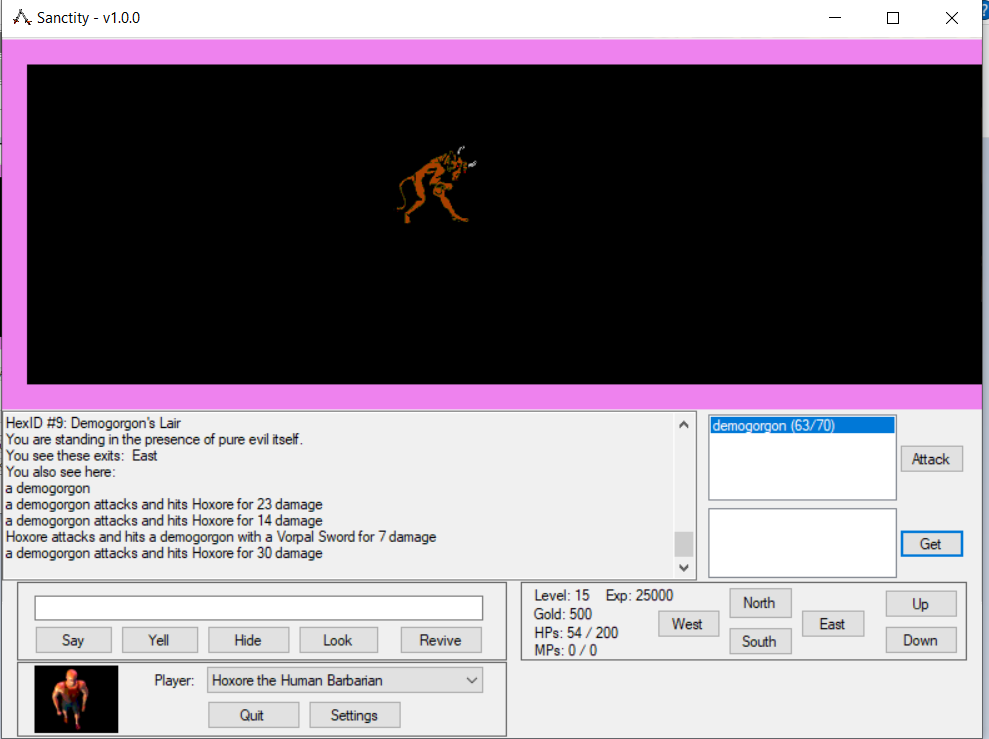 Sanctity - v1.0.0
HexID #9: Demogorgon's Lair
You are standing in the presence of pure evil itself.
You see these exits:  East
You also see here:
a demogorgon
a demogorgon attacks and hits Hoxore for 23 damage
a demogorgon attacks and hits Hoxore for 14 damage
Hoxore attacks and hits a demogorgon with a Vorpal Sword for 7 damage
a demogorgon attacks and hits Hoxore for 30 damage
demogorgon (63/70)
Attack
Get
Say
Yell
Hide
Look
Revive
Level: 15 Exp: 25000
Gold: 500
HPs: 54 / 200
MPs: 0 / 0
West
North
South
East
Up
Down
Player:
Hoxore the Human Barbarian
Quit
Settings
?